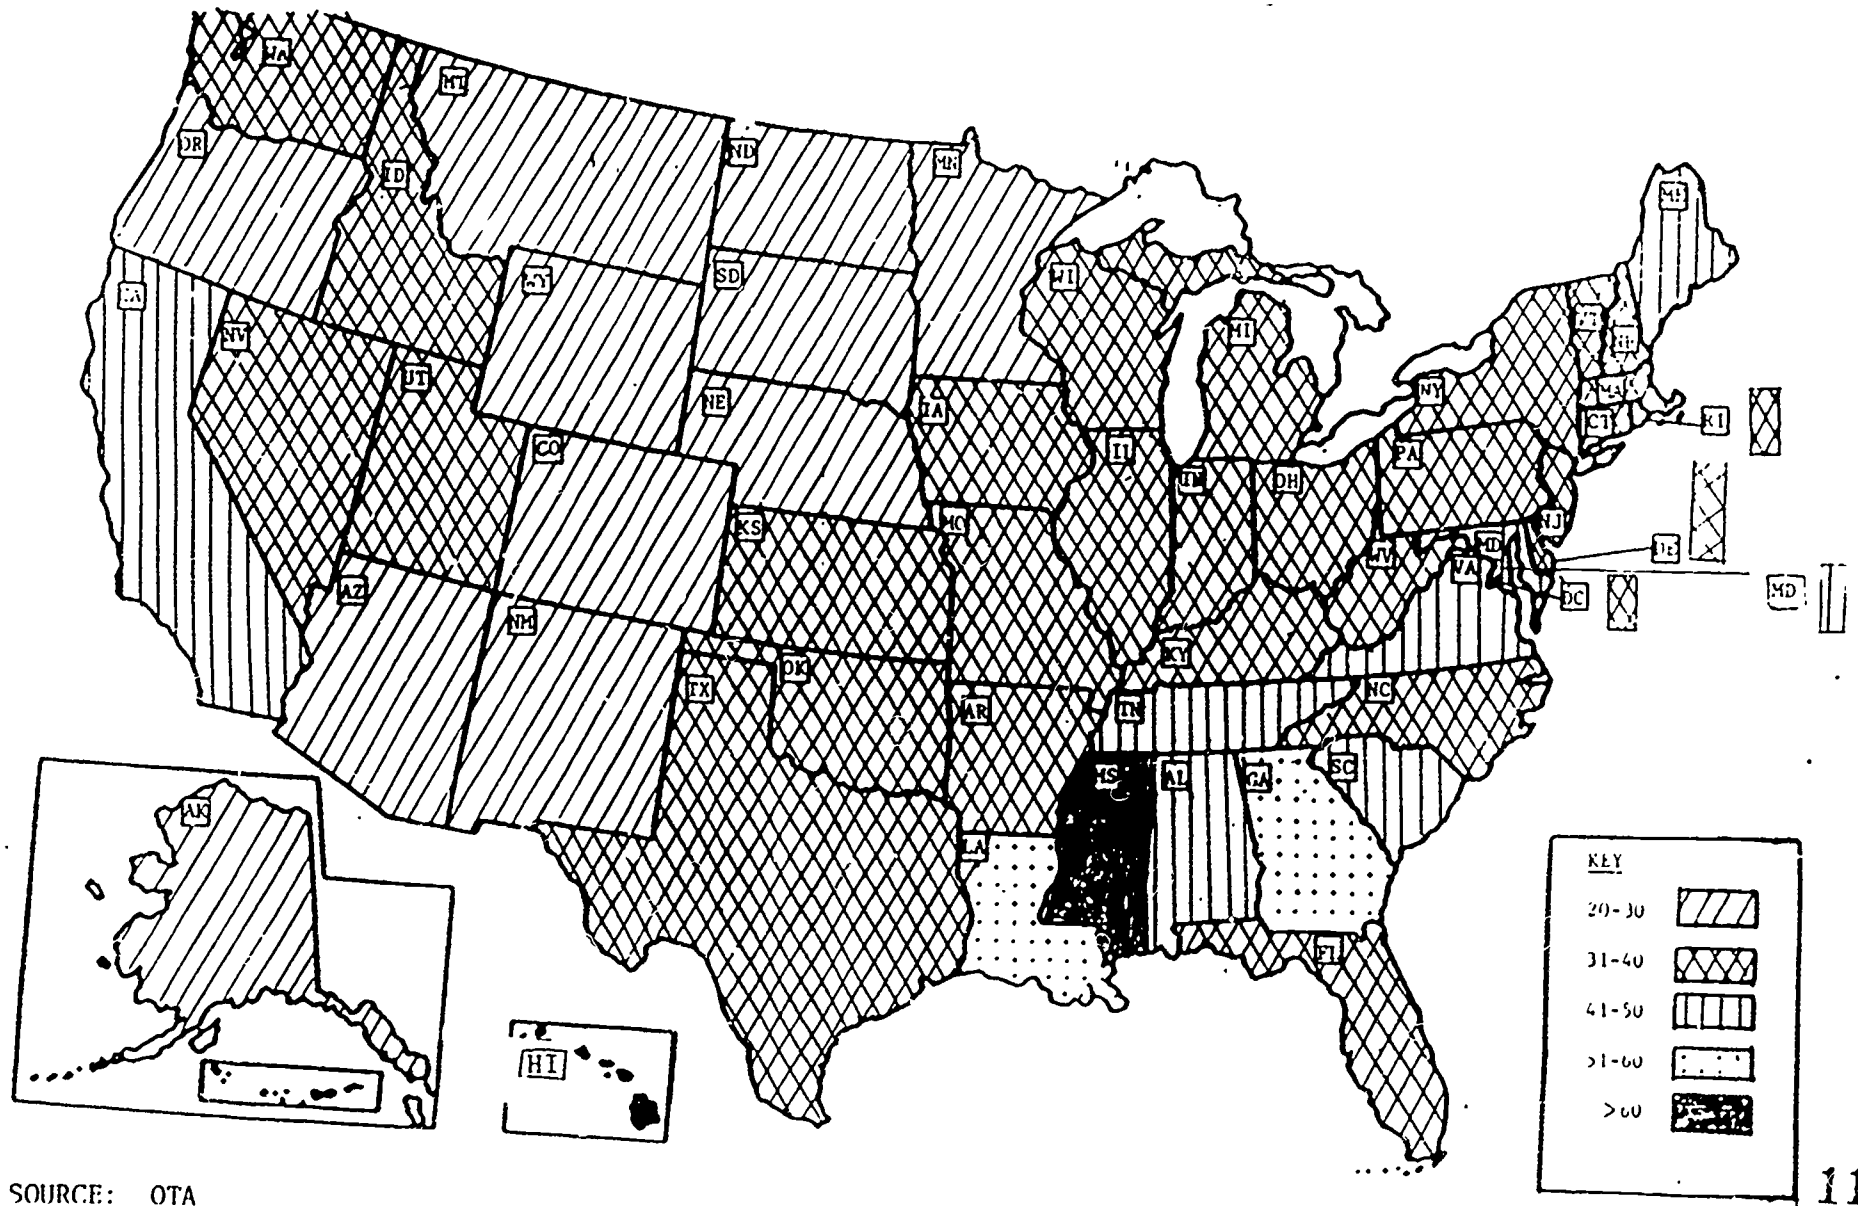 WA
MT
OR
ID
ND
MN
WY
SD
WI
MI
ME
NV
UT
CO
NE
IA
IL
IN
OH
NY
PA
MA
CT
NJ
KS
MO
WV
VA
MD
DC
MD
AZ
NM
OK
TX
AR
KY
TN
NC
SC
MS
AL
GA
LA
FL
AK
HI
KEY
20-30
31-40
41-50
51-60
>60
SOURCE: OTA
11